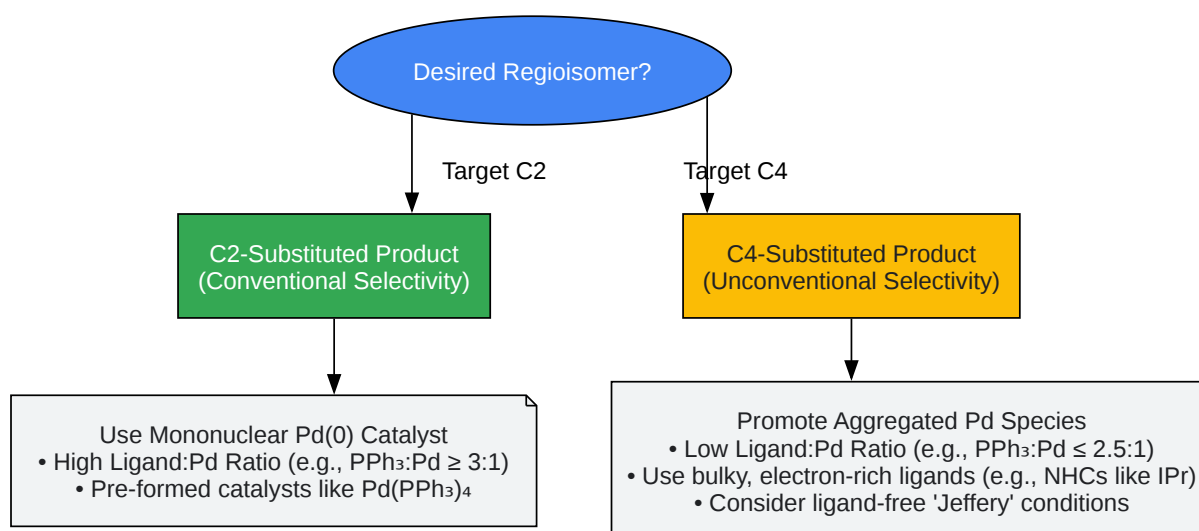 Desired Regioisomer?
Target C2
Target C4
C2-Substituted Product
(Conventional Selectivity)
C4-Substituted Product
(Unconventional Selectivity)
Use Mononuclear Pd(0) Catalyst
• High Ligand:Pd Ratio (e.g., PPh₃:Pd ≥ 3:1)
• Pre-formed catalysts like Pd(PPh₃)₄
Promote Aggregated Pd Species
• Low Ligand:Pd Ratio (e.g., PPh₃:Pd ≤ 2.5:1)
• Use bulky, electron-rich ligands (e.g., NHCs like IPr)
• Consider ligand-free 'Jeffery' conditions